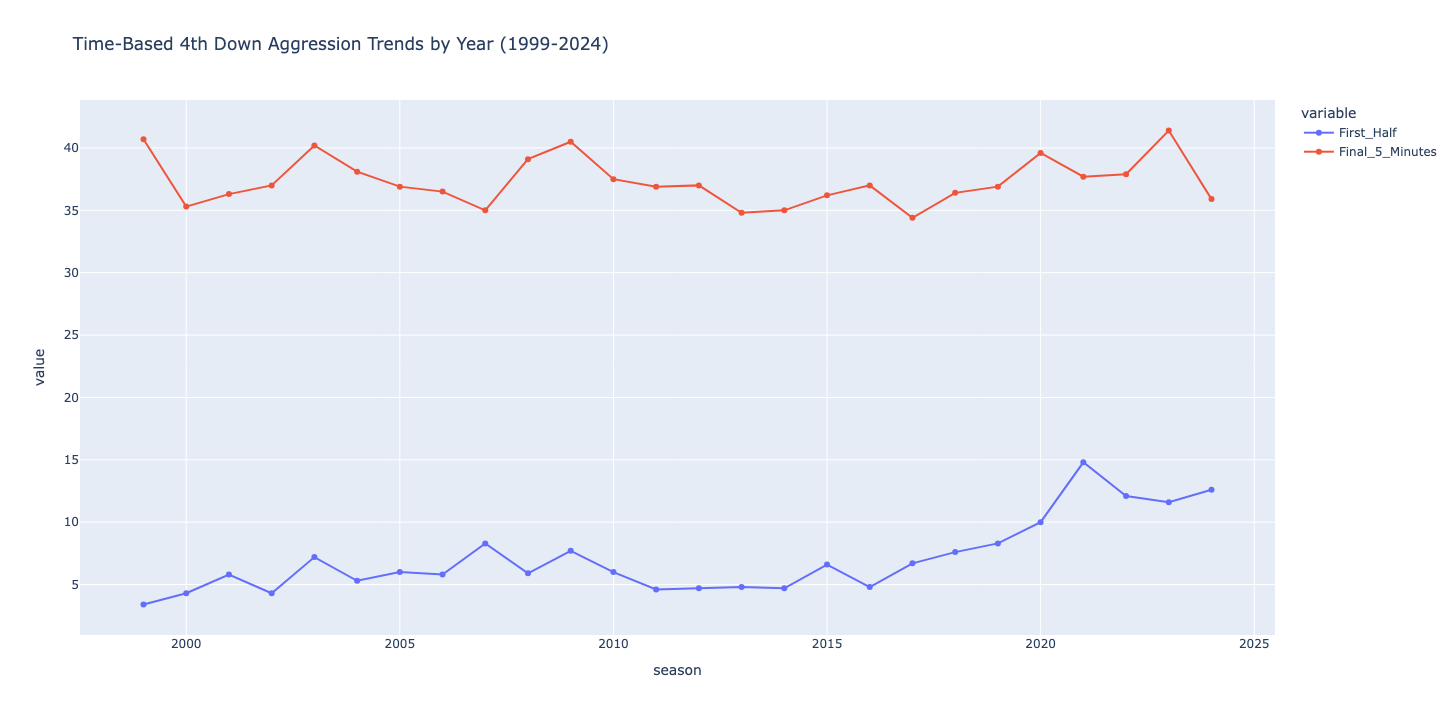 Time-Based 4th Down Aggression Trends by Year (1999-2024)
variable
First_Half
Final_5_Minutes
40
35
30
25
20
15
10
5
value
2000 2005 2010 2015 2020 2025
season